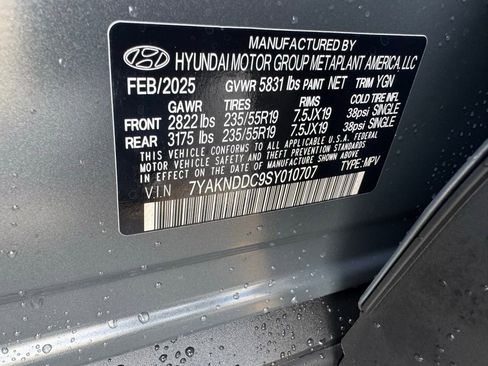 MANUFACTURED BY
HYUNDAI MOTOR GROUP METAPLANT AMERICA, LLC
FEB/2025 GVWR 5831 lbs PAINT NET TRIM YGN
GAWR TIRES RIMS COLD TIRE INFL.
FRONT 2822 lbs 235/55R19 7.5JX19 38psi SINGLE
REAR 3175 lbs 235/55R19 7.5JX19 38psi SINGLE
THIS VEHICLE CONFORMS TO ALL APPLICABLE U.S.A. FEDERAL
MOTOR VEHICLE SAFETY AND THEFT PREVENTION STANDARDS
IN EFFECT ON THE DATE OF MANUFACTURE SHOWN ABOVE.
V.I.N 7YAKNDDC9SY010707 TYPE:MPV